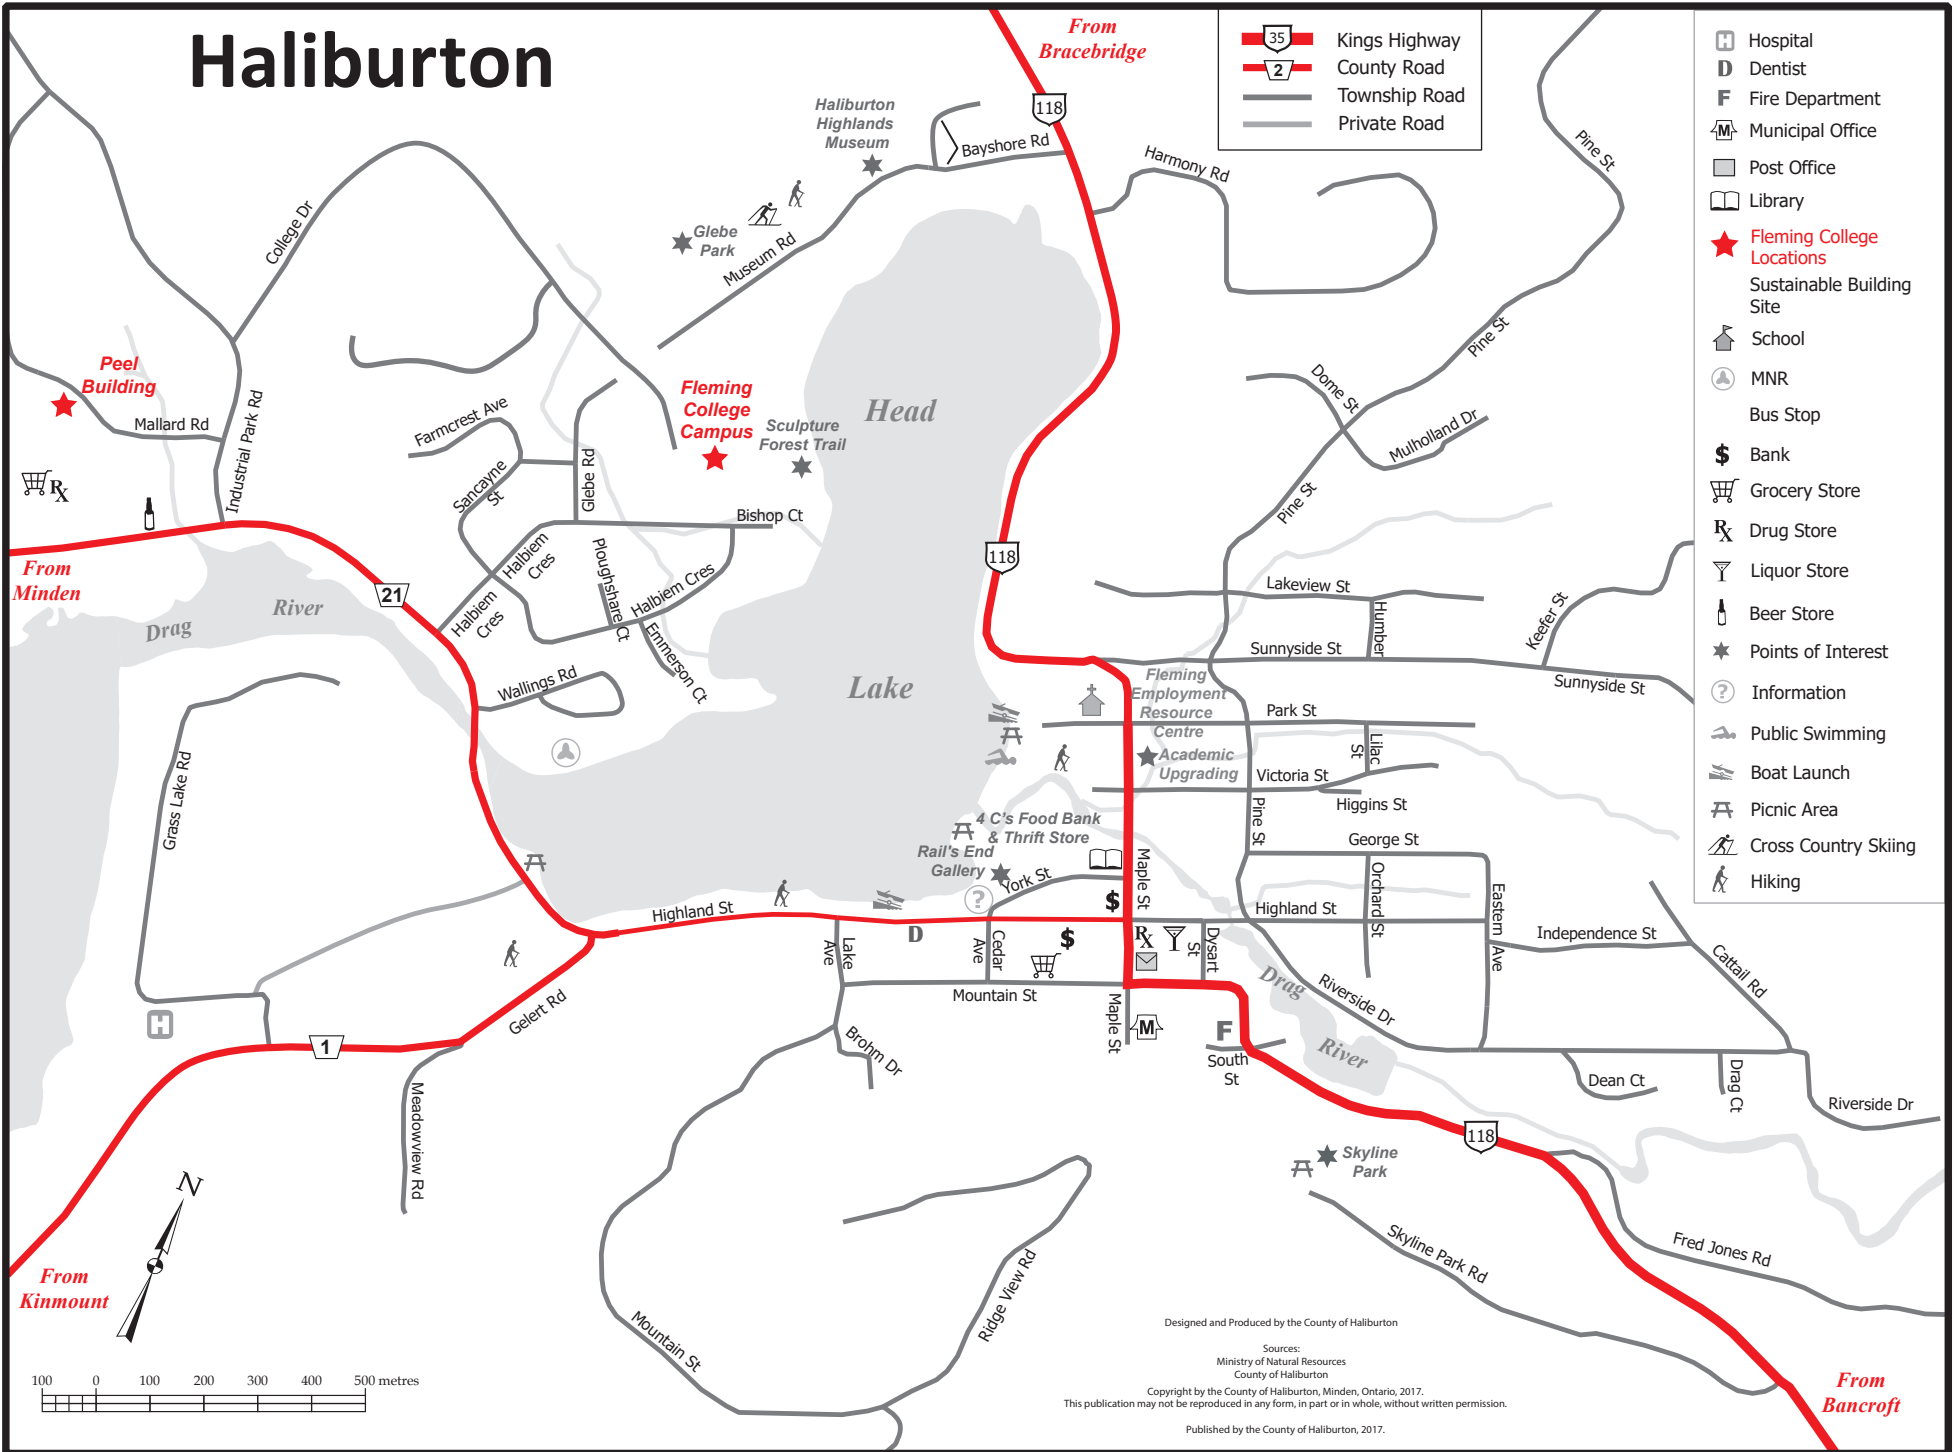 Haliburton
From
Bracebridge
118
35
Kings Highway
2
County Road
Township Road
Private Road
H
Hospital
D
Dentist
F
Fire Department
M
Municipal Office
Post Office
Library
Fleming College
Locations
Sustainable Building
Site
School
MNR
Bus Stop
$
Bank
Grocery Store
Rx
Drug Store
Liquor Store
Beer Store
Points of Interest
?
Information
Public Swimming
Boat Launch
Picnic Area
Cross Country Skiing
Hiking
Haliburton
Highlands
Museum
Bayshore Rd
Harmony Rd
Pine St
College Dr
Glebe
Park
Museum Rd
Pine St
Peel
Building
Mallard Rd
Industrial Park Rd
Farmcrest Ave
Sancayne
St
Glebe Rd
Fleming
College
Campus
Sculpture
Forest Trail
Head
Dome St
Mulholland Dr
Pine St
Rx
Bishop Ct
Halbiem
Cres
Ploughshare Ct
Halbiem Cres
Halbiem
Cres
Emmerson Ct
Wallings Rd
From
Minden
21
River
Drag
118
Lakeview St
Humber
Keefer St
Sunnyside St
Sunnyside St
Lake
Fleming
Employment
Resource
Centre
Academic
Upgrading
Park St
Lilac
St
Victoria St
Higgins St
Pine St
George St
Grass Lake Rd
4 C's Food Bank
& Thrift Store
Rail's End
Gallery
York St
?
Maple St
$
Orchard St
Eastern
Ave
Highland St
Highland St
D
$
Rx
Lake
Ave
Cedar
Ave
Dysart
St
Independence St
Cattail Rd
Drag
Riverside Dr
Mountain St
Maple St
M
F
South
St
River
Gelert Rd
H
1
Brohm Dr
Meadowview Rd
Dean Ct
Drag Ct
Riverside Dr
118
Skyline
Park
Skyline Park Rd
Fred Jones Rd
N
From
Kinmount
Mountain St
Ridge View Rd
100 0 100 200 300 400 500 metres
Designed and Produced by the County of Haliburton
Sources:
Ministry of Natural Resources
County of Haliburton
Copyright by the County of Haliburton, Minden, Ontario, 2017.
This publication may not be reproduced in any form, in part or in whole, without written permission.
Published by the County of Haliburton, 2017.
From
Bancroft